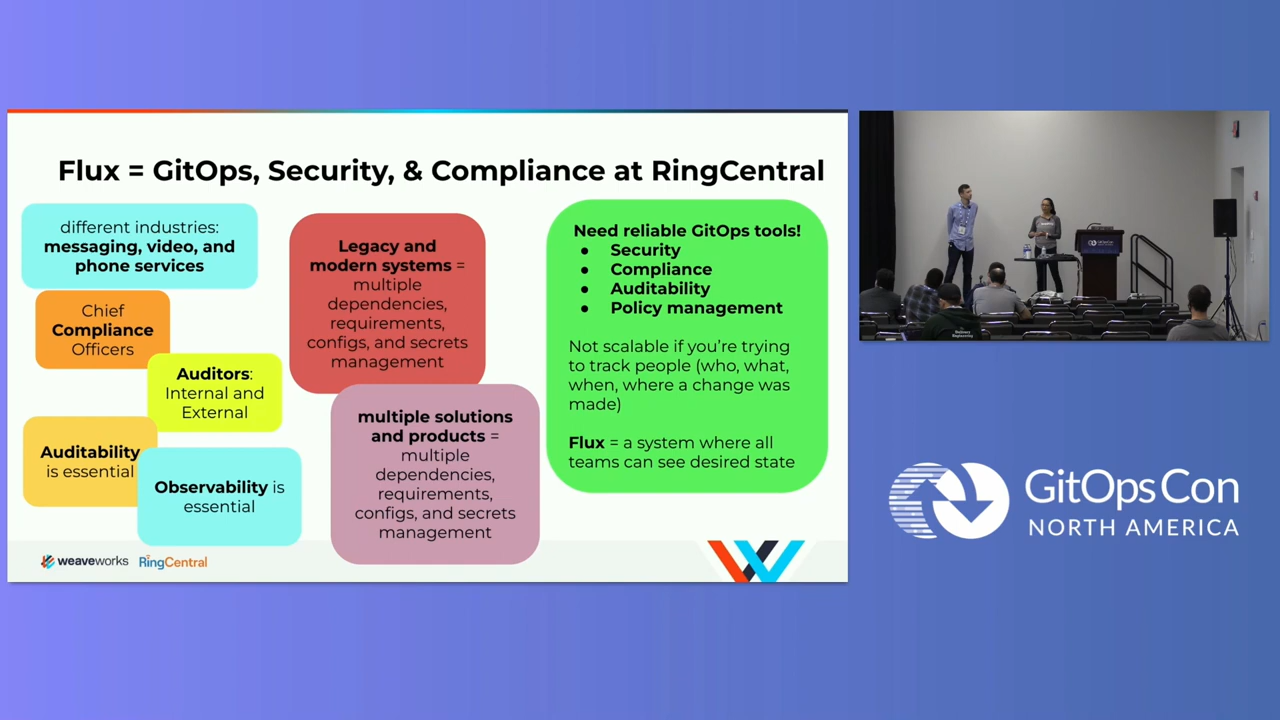 Flux = GitOps, Security, & Compliance at RingCentral
different industries:
messaging, video, and
phone services
Chief
Compliance
Officers
Auditors:
Internal and
External
Auditability
is essential
Observability is
essential
Legacy and
modern systems =
multiple
dependencies,
requirements,
configs, and secrets
management
multiple solutions
and products =
multiple
dependencies,
requirements,
configs, and secrets
management
Need reliable GitOps tools!
● Security
● Compliance
● Auditability
● Policy management
Not scalable if you’re trying
to track people (who, what,
when, where a change was
made)
Flux = a system where all
teams can see desired state
weaveworks
RingCentral
GitOpsCon
NORTH AMERICA